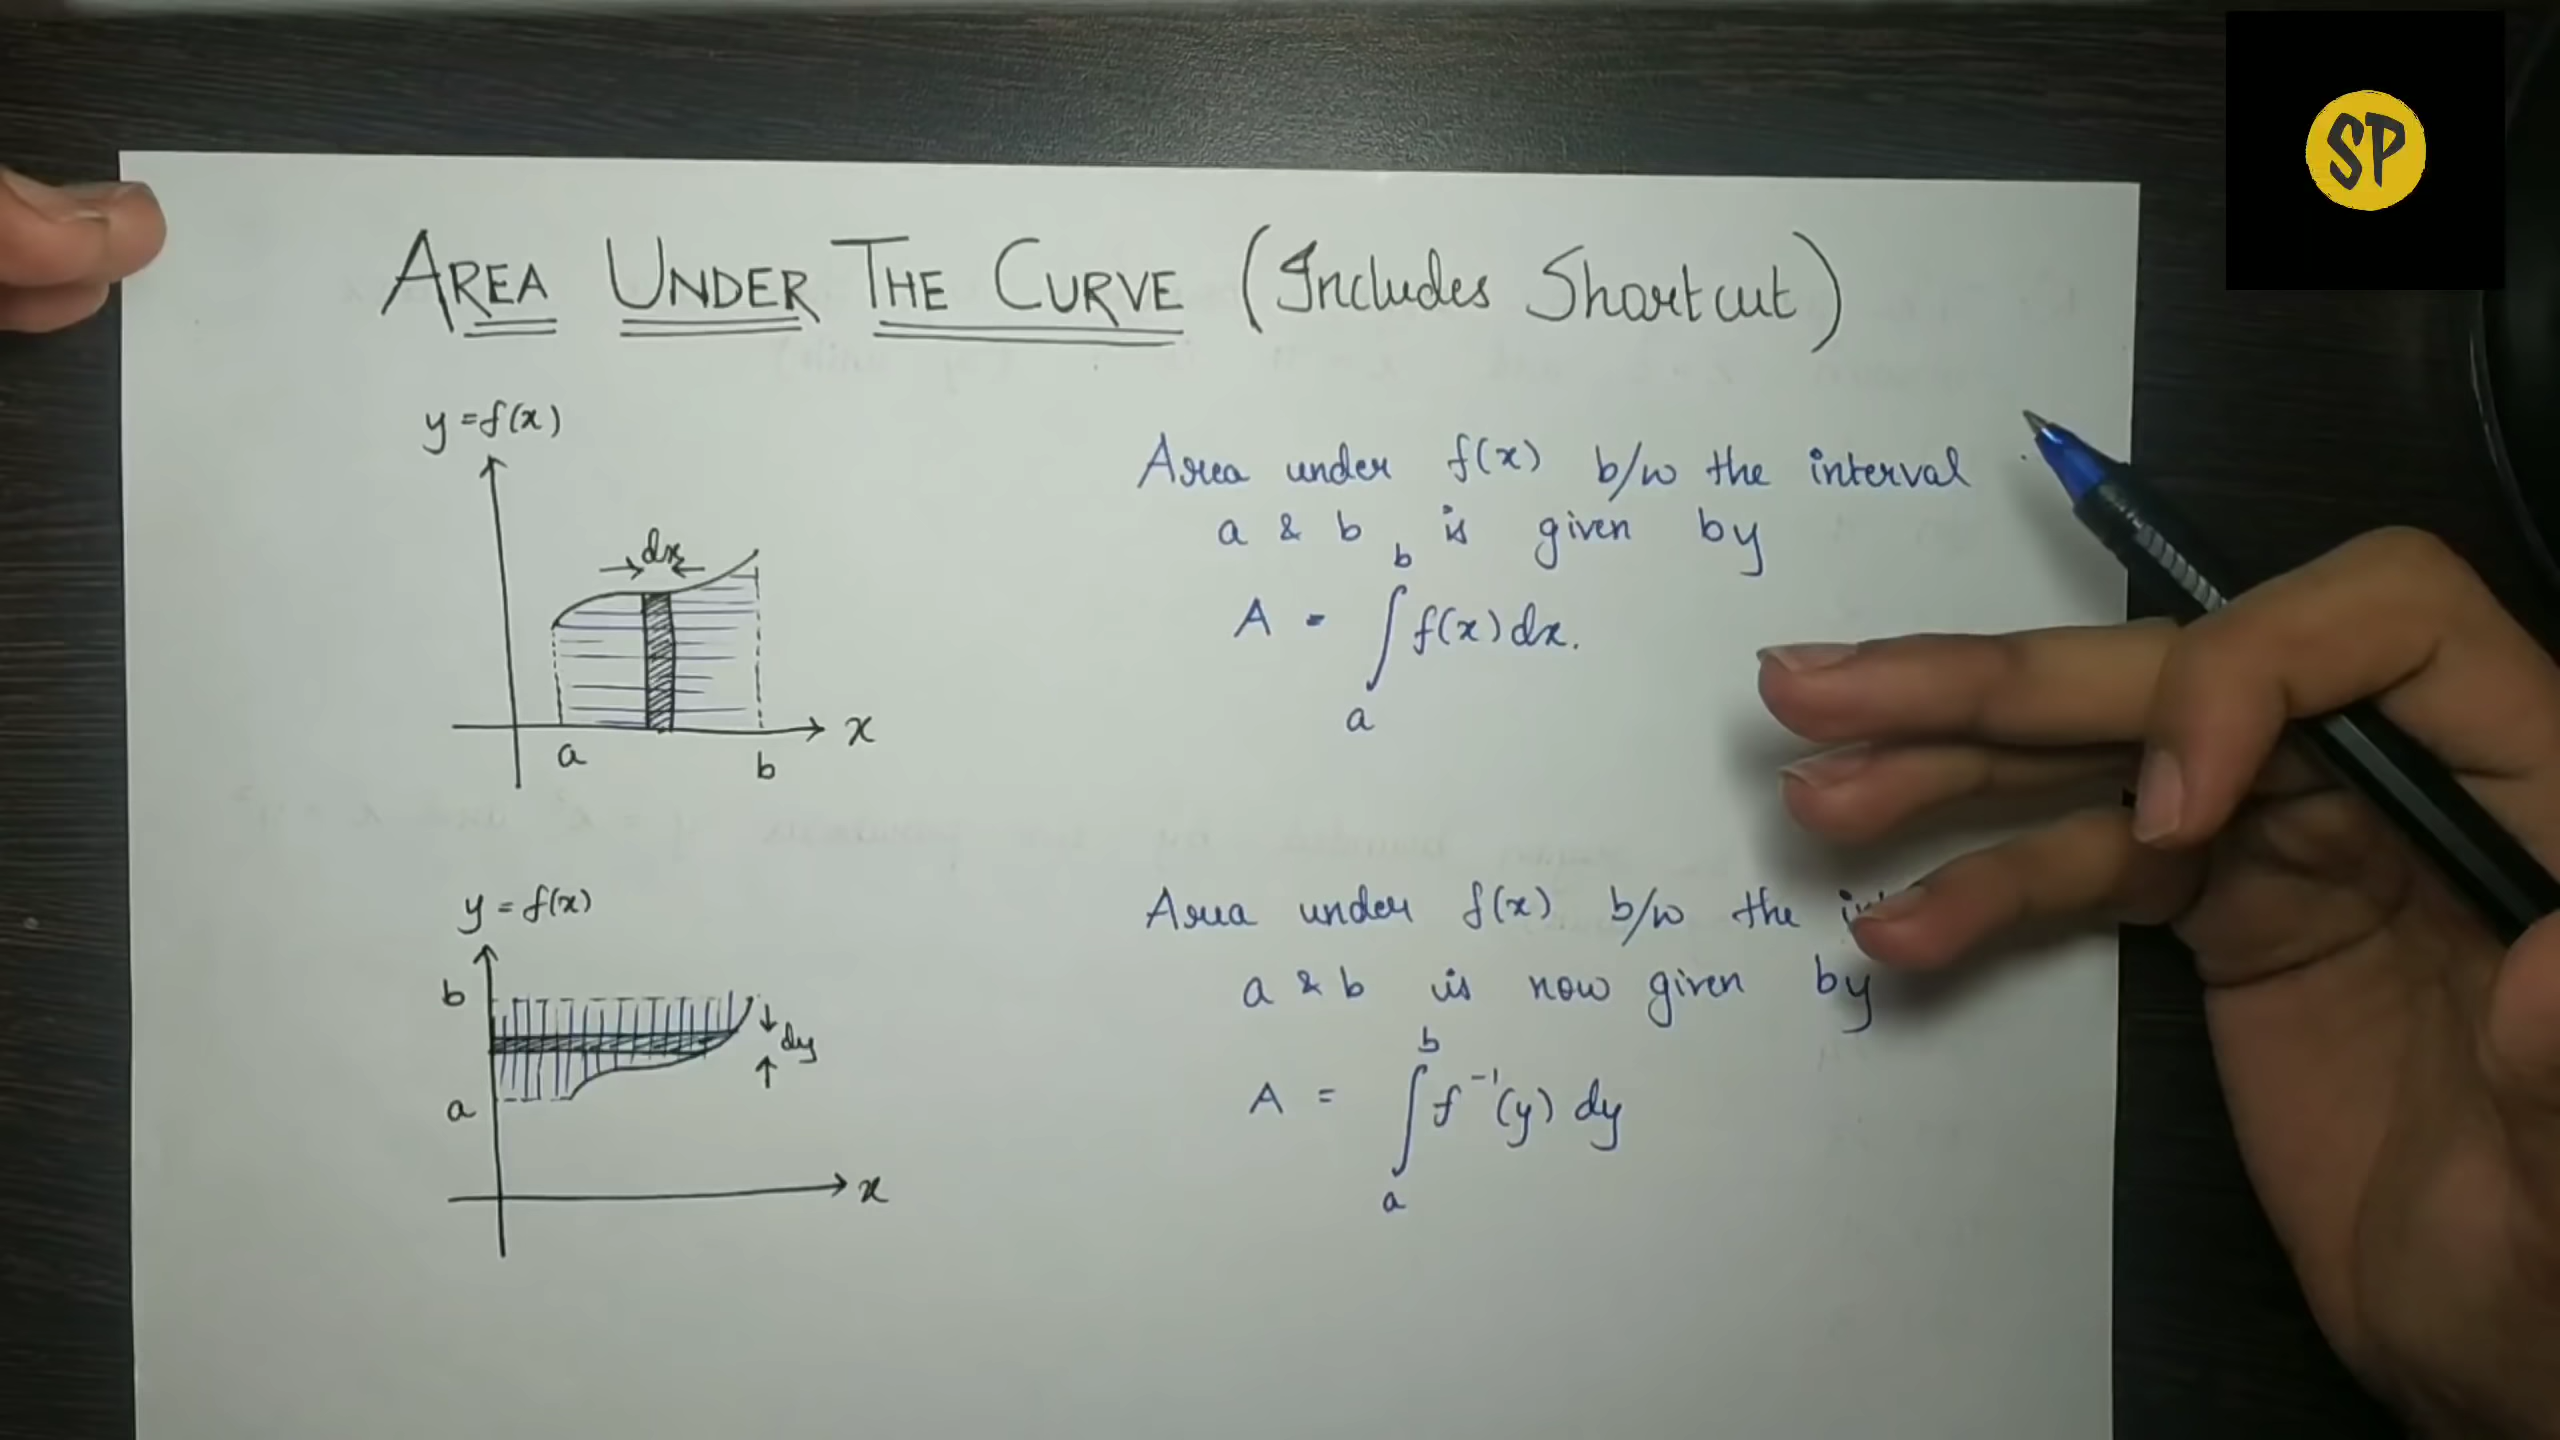 SP
AREA UNDER THE CURVE (Includes Shortcut)
y = f(x)
dx
x
a
b
Area under f(x) b/w the interval
a & b is given by
b
A = ∫ f(x) dx.
a
y = f(x)
b
dy
a
x
Area under f(x) b/w the
a & b is now given by
b
A = ∫ f⁻¹(y) dy
a